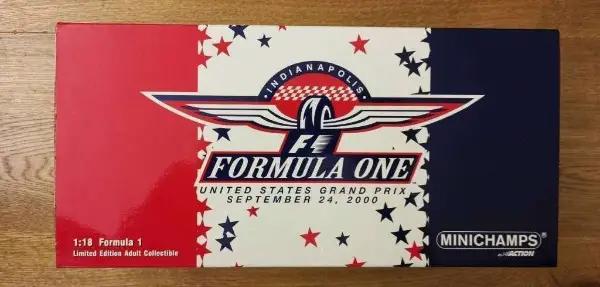 INDIANAPOLIS
F1
FORMULA ONE
UNITED STATES GRAND PRIX
SEPTEMBER 24, 2000
1:18 Formula 1
Limited Edition Adult Collectible
MINICHAMPS®
ACTION